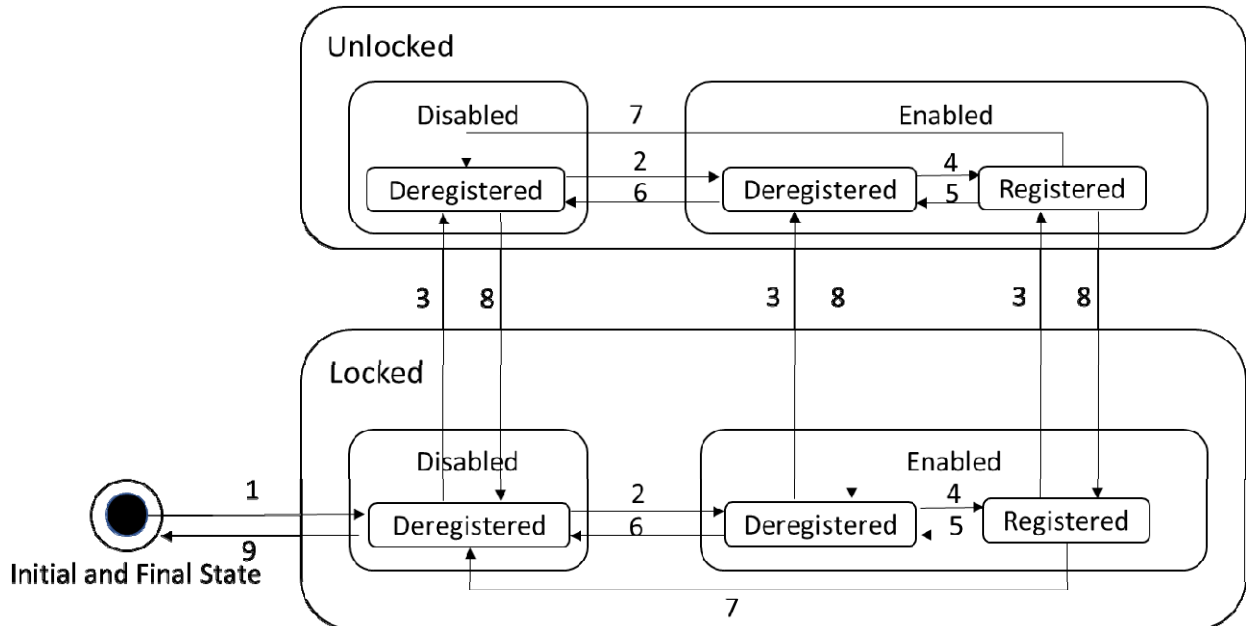 Unlocked
Disabled 7 Enabled
2 4
Deregistered Deregistered Registered
6 5
3 8 3 8 3 8
Locked
Disabled Enabled
1 2 4
Deregistered Deregistered Registered
6 5
9
Initial and Final State
7